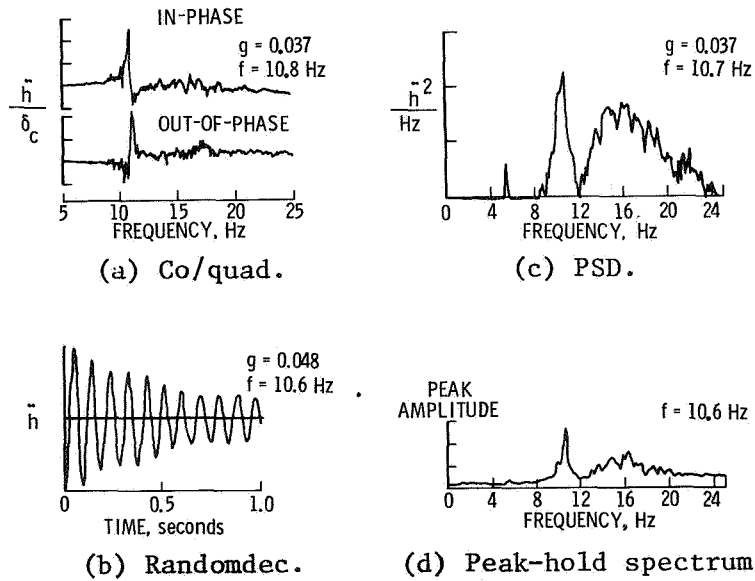 IN-PHASE
g = 0.037
f = 10.8 Hz
ḧ
δc
OUT-OF-PHASE
5 10 15 20 25
FREQUENCY, Hz
(a) Co/quad.
g = 0.037
f = 10.7 Hz
ḧ2
Hz
0 4 8 12 16 20 24
FREQUENCY, Hz
(c) PSD.
g = 0.048
f = 10.6 Hz
ḧ
0 0.5 1.0
TIME, seconds
(b) Randomdec.
PEAK
AMPLITUDE
f = 10.6 Hz
0 4 8 12 16 20 24
FREQUENCY, Hz
(d) Peak-hold spectrum